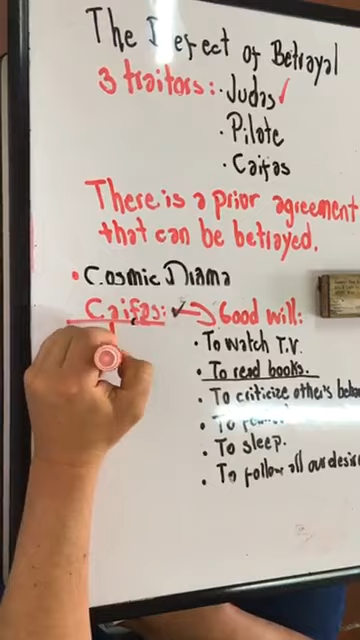 The Defect of Betrayal
3 traitors: · Judas ✓
· Pilate
· Caifas
There is a prior agreement
that can be betrayed.
• Cosmic Drama
Caifas: ✓ → Good will:
· To watch T.V.
· To read books.
· To criticize other's
· To
· To sleep.
· To follow all our